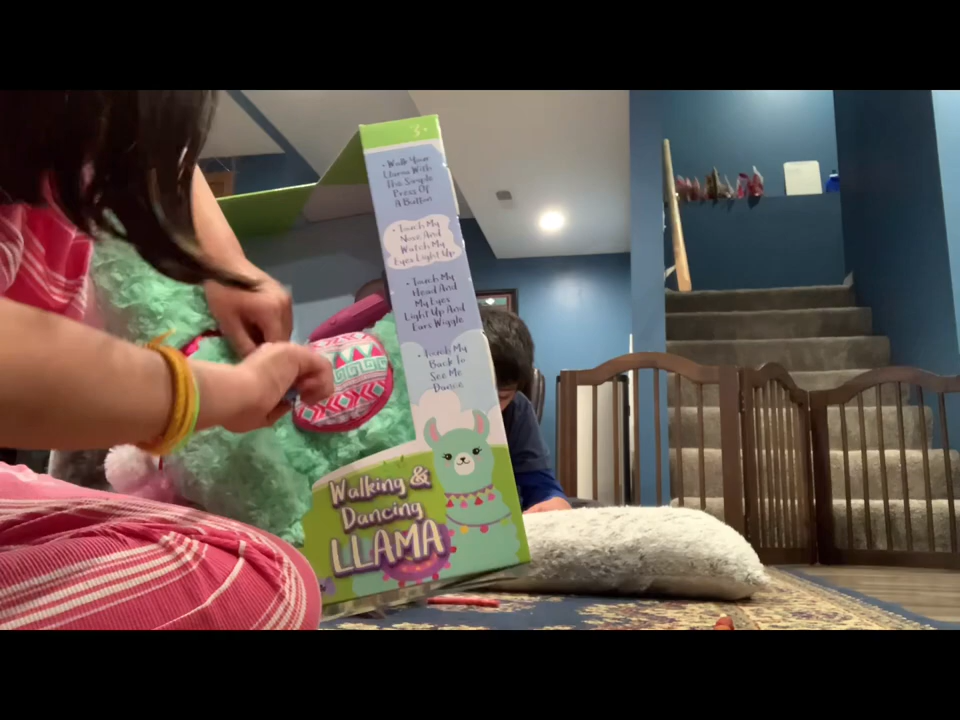 3+
• Walk Your
Llama With
The Simple
Press Of
A Button
• Touch My
Nose And
Watch My
Eyes Light Up
• Touch My
Head And
My Eyes
Light Up And
Ears Wiggle
• Touch My
Back To
See Me
Dance
Walking &
Dancing
LLAMA